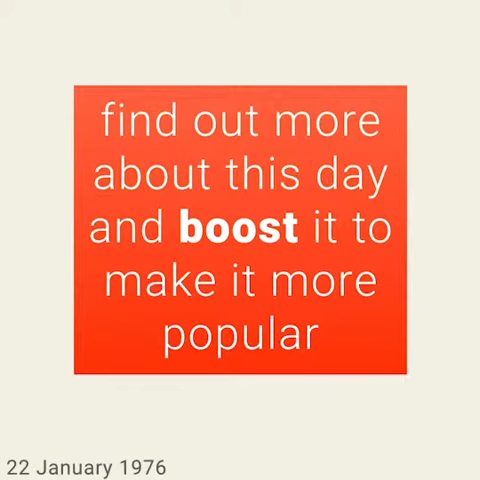 find out more
about this day
and boost it to
make it more
popular
22 January 1976